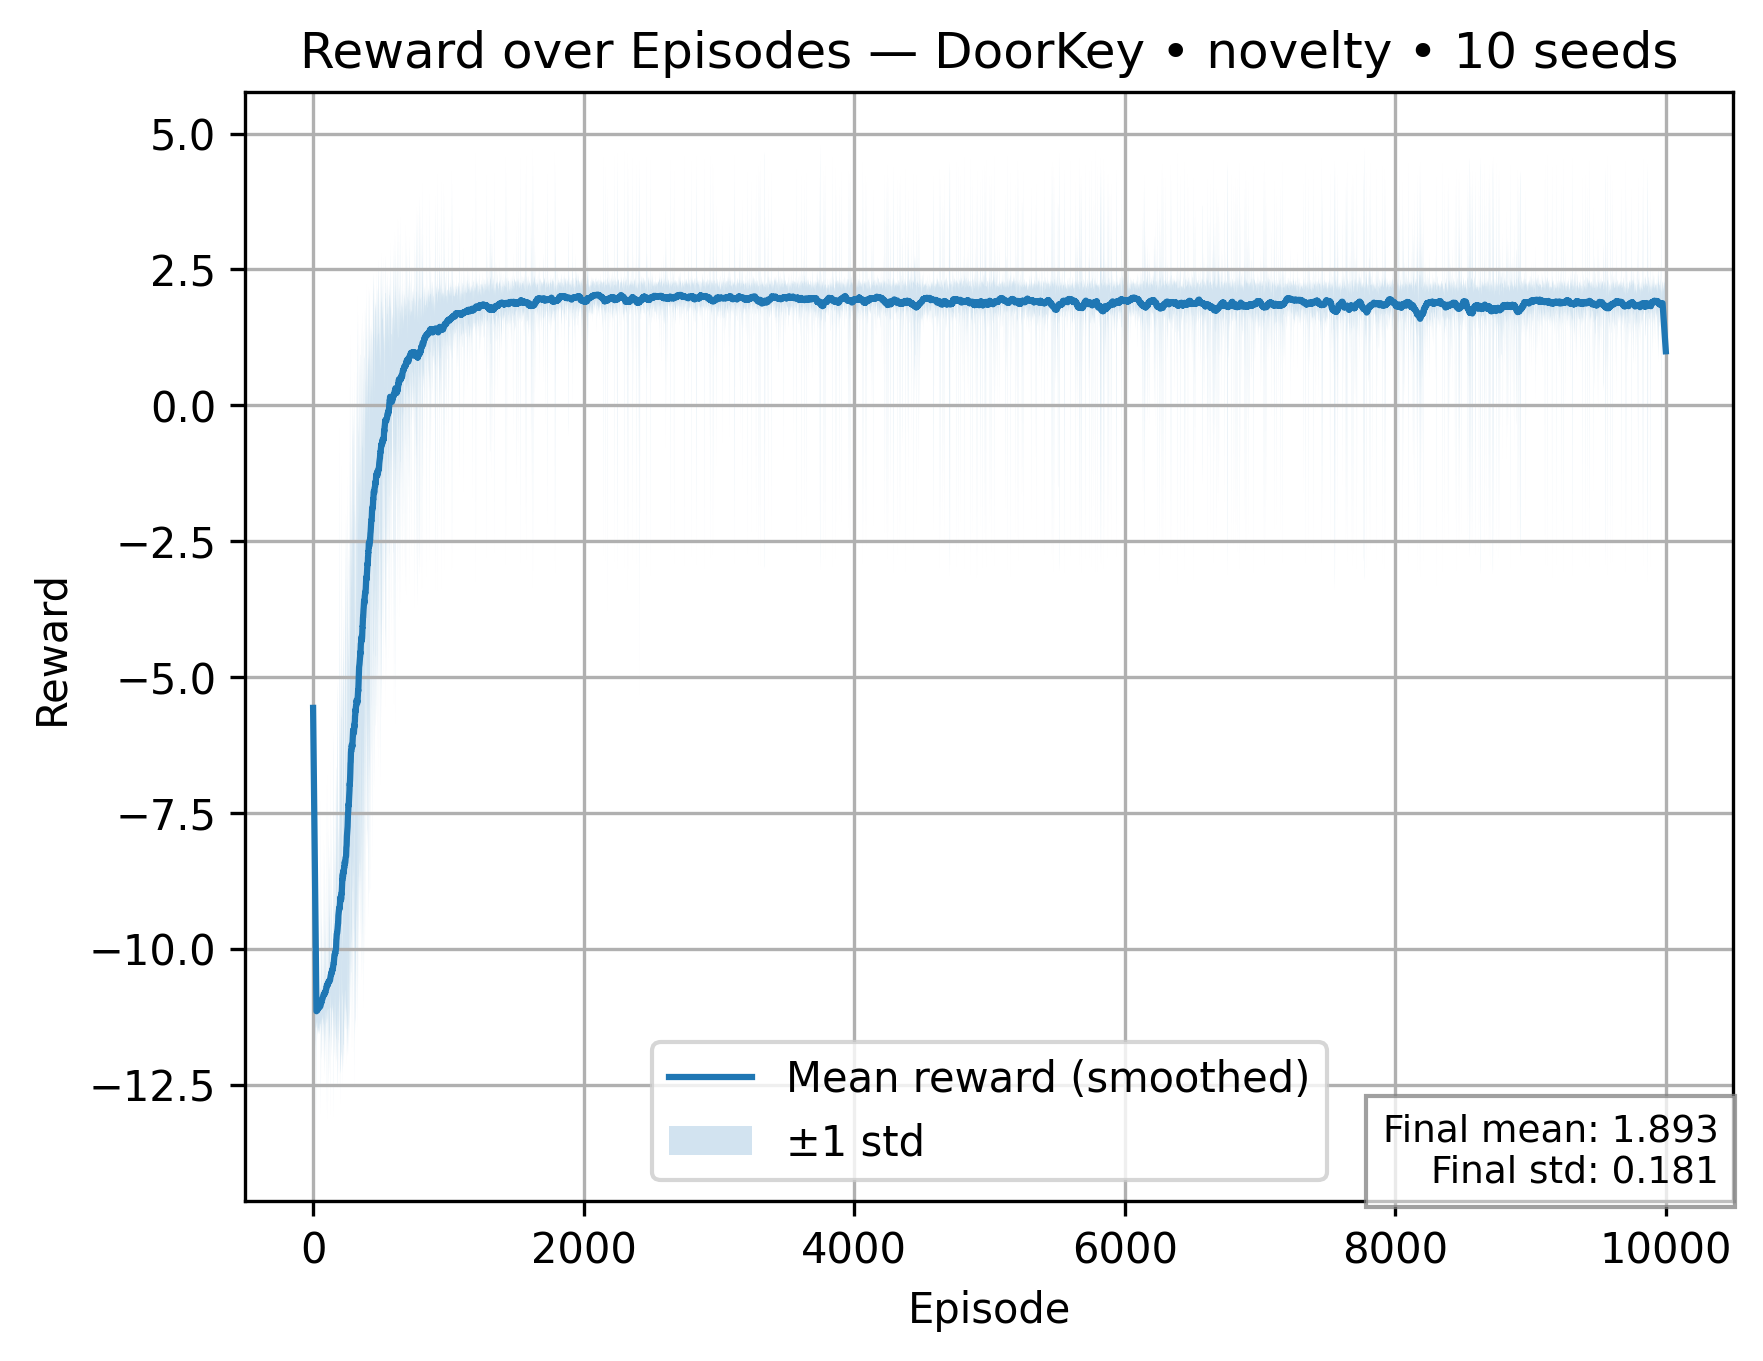 Reward over Episodes — DoorKey • novelty • 10 seeds
5.0
2.5
0.0
−2.5
−5.0
−7.5
−10.0
−12.5
Reward
Mean reward (smoothed)
±1 std
Final mean: 1.893
Final std: 0.181
0 2000 4000 6000 8000 10000
Episode